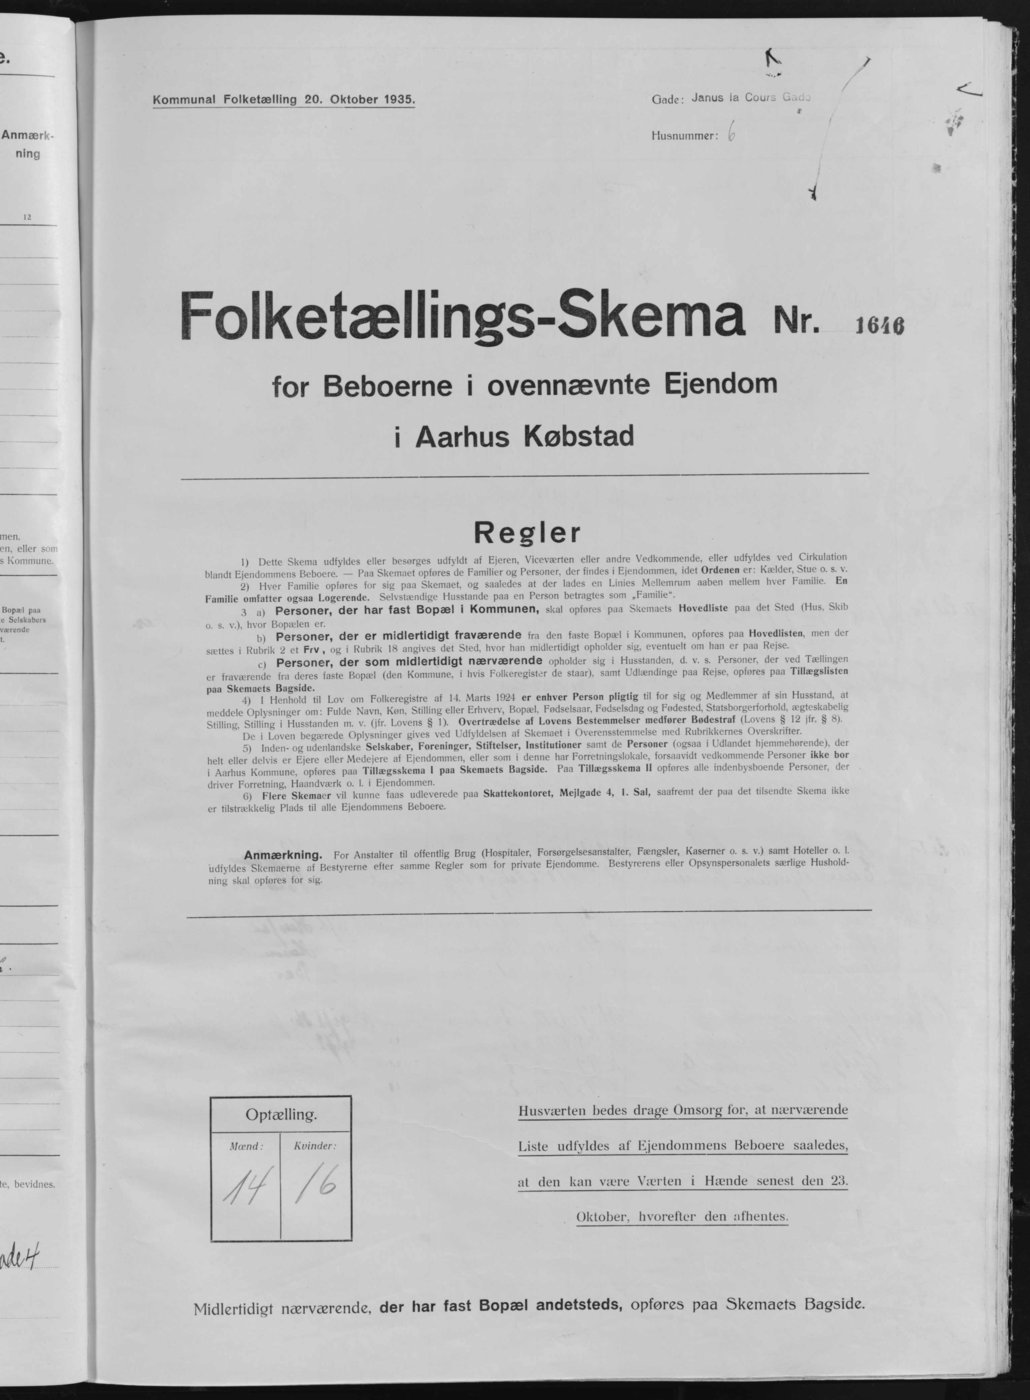 e.
Anmærk-
ning
12
men,
en, eller som
s Kommune.
Bopæl paa
e Selskabers
værende
t.
te, bevidnes.
ade 4
Kommunal Folketælling 20. Oktober 1935.
Gade: Janus la Cours Gade
Husnummer: 6
Folketællings-Skema Nr. 1646
for Beboerne i ovennævnte Ejendom
i Aarhus Købstad
Regler
1) Dette Skema udfyldes eller besørges udfyldt af Ejeren, Viceværten eller andre Vedkommende, eller udfyldes ved Cirkulation
blandt Ejendommens Beboere. — Paa Skemaet opføres de Familier og Personer, der findes i Ejendommen, idet Ordenen er: Kælder, Stue o. s. v.
2) Hver Familie opføres for sig paa Skemaet, og saaledes at der lades en Linies Mellemrum aaben mellem hver Familie. En
Familie omfatter ogsaa Logerende. Selvstændige Husstande paa en Person betragtes som „Familie".
3 a) Personer, der har fast Bopæl i Kommunen, skal opføres paa Skemaets Hovedliste paa det Sted (Hus, Skib
o. s. v.), hvor Bopælen er.
b) Personer, der er midlertidigt fraværende fra den faste Bopæl i Kommunen, opføres paa Hovedlisten, men der
sættes i Rubrik 2 et Frv, og i Rubrik 18 angives det Sted, hvor han midlertidigt opholder sig, eventuelt om han er paa Rejse.
c) Personer, der som midlertidigt nærværende opholder sig i Husstanden, d. v. s. Personer, der ved Tællingen
er fraværende fra deres faste Bopæl (den Kommune, i hvis Folkeregister de staar), samt Udlændinge paa Rejse, opføres paa Tillægslisten
paa Skemaets Bagside.
4) I Henhold til Lov om Folkeregistre af 14. Marts 1924 er enhver Person pligtig til for sig og Medlemmer af sin Husstand, at
meddele Oplysninger om: Fulde Navn, Køn, Stilling eller Erhverv, Bopæl, Fødselsaar, Fødselsdag og Fødested, Statsborgerforhold, ægteskabelig
Stilling, Stilling i Husstanden m. v. (jfr. Lovens § 1). Overtrædelse af Lovens Bestemmelser medfører Bødestraf (Lovens § 12 jfr. § 8).
De i Loven begærede Oplysninger gives ved Udfyldelsen af Skemaet i Overensstemmelse med Rubrikkernes Overskrifter.
5) Inden- og udenlandske Selskaber, Foreninger, Stiftelser, Institutioner samt de Personer (ogsaa i Udlandet hjemmehørende), der
helt eller delvis er Ejere eller Medejere af Ejendommen, eller som i denne har Forretningslokale, forsaavidt vedkommende Personer ikke bor
i Aarhus Kommune, opføres paa Tillægsskema I paa Skemaets Bagside. Paa Tillægsskema II opføres alle indenbysboende Personer, der
driver Forretning, Haandværk o. l. i Ejendommen.
6) Flere Skemaer vil kunne faas udleverede paa Skattekontoret, Mejlgade 4, 1. Sal, saafremt der paa det tilsendte Skema ikke
er tilstrækkelig Plads til alle Ejendommens Beboere.
Anmærkning. For Anstalter til offentlig Brug (Hospitaler, Forsørgelsesanstalter, Fængsler, Kaserner o. s. v.) samt Hoteller o. l.
udfyldes Skemaerne af Bestyrerne efter samme Regler som for private Ejendomme. Bestyrerens eller Opsynspersonalets særlige Hushold-
ning skal opføres for sig.
Optælling.
Mænd: Kvinder:
14 16
Husværten bedes drage Omsorg for, at nærværende
Liste udfyldes af Ejendommens Beboere saaledes,
at den kan være Værten i Hænde senest den 23.
Oktober, hvorefter den afhentes.
Midlertidigt nærværende, der har fast Bopæl andetsteds, opføres paa Skemaets Bagside.